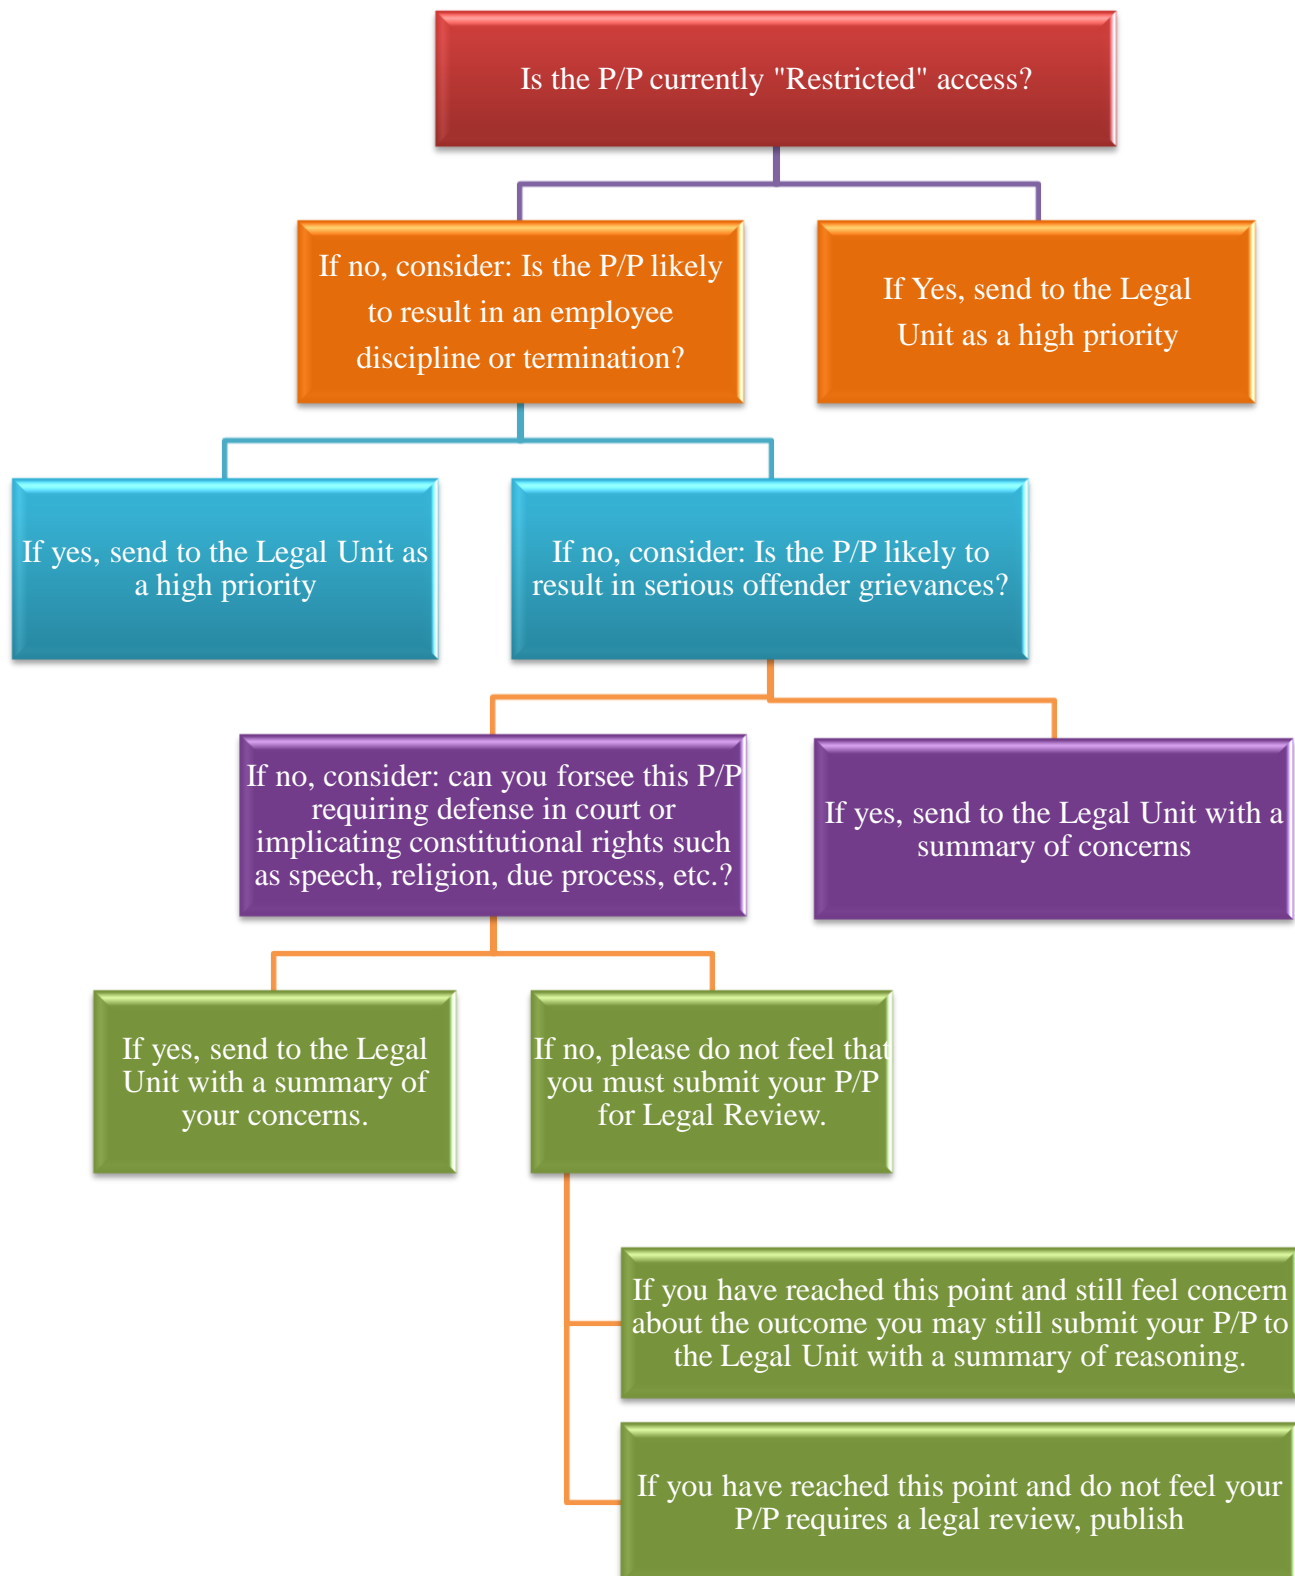 Is the P/P currently "Restricted" access?
If no, consider: Is the P/P likely
to result in an employee
discipline or termination?
If Yes, send to the Legal
Unit as a high priority
If yes, send to the Legal Unit as
a high priority
If no, consider: Is the P/P likely to
result in serious offender grievances?
If no, consider: can you forsee this P/P
requiring defense in court or
implicating constitutional rights such
as speech, religion, due process, etc.?
If yes, send to the Legal Unit with a
summary of concerns
If yes, send to the Legal
Unit with a summary of
your concerns.
If no, please do not feel that
you must submit your P/P
for Legal Review.
If you have reached this point and still feel concern
about the outcome you may still submit your P/P to
the Legal Unit with a summary of reasoning.
If you have reached this point and do not feel your
P/P requires a legal review, publish